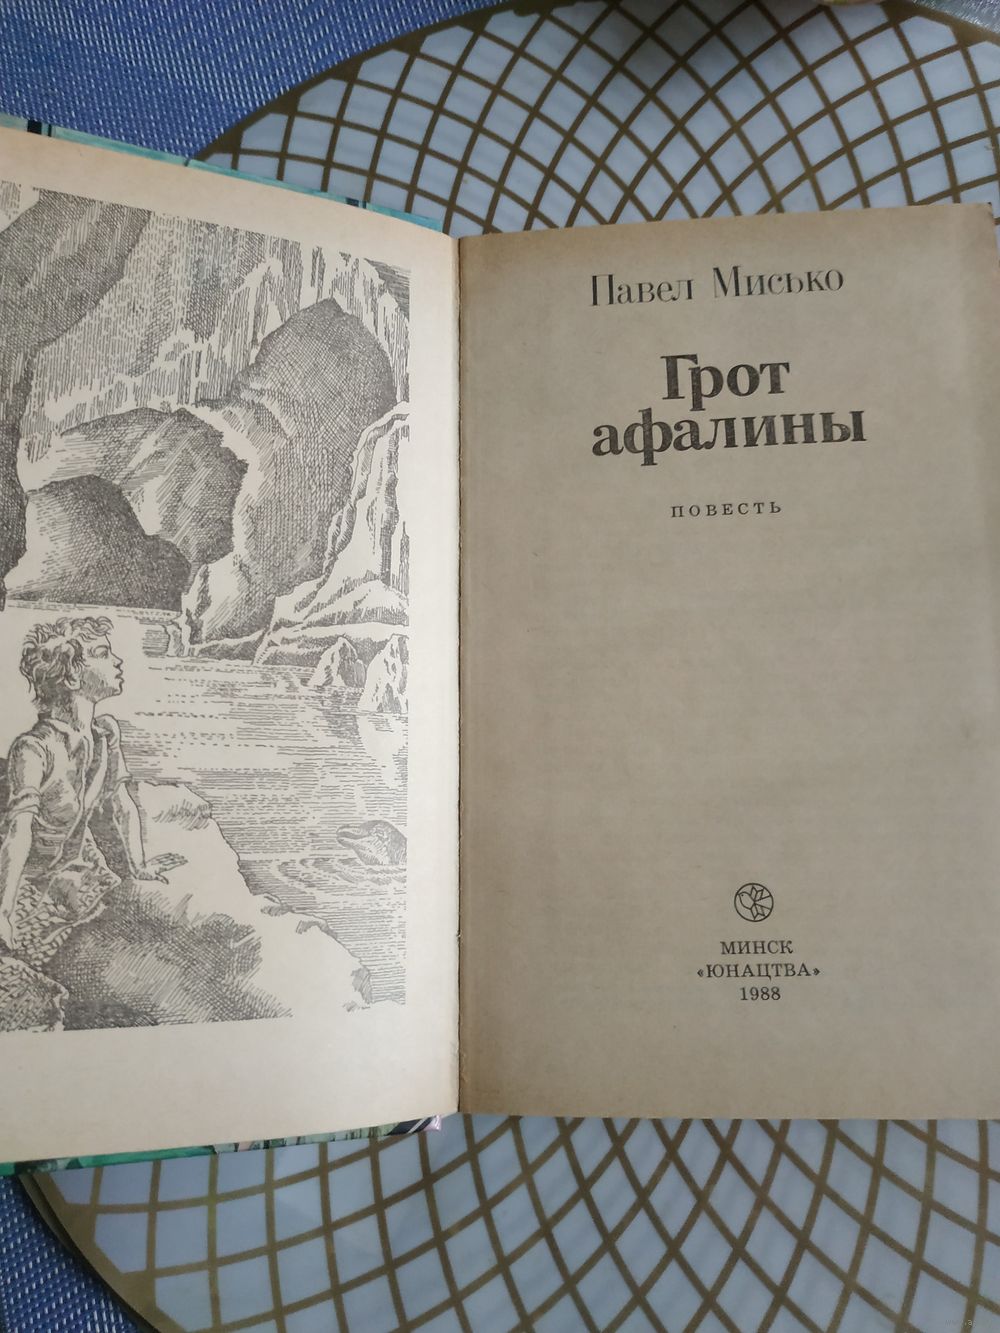 Павел Мисько
Грот
афалины
ПОВЕСТЬ
МИНСК
«ЮНАЦТВА»
1988